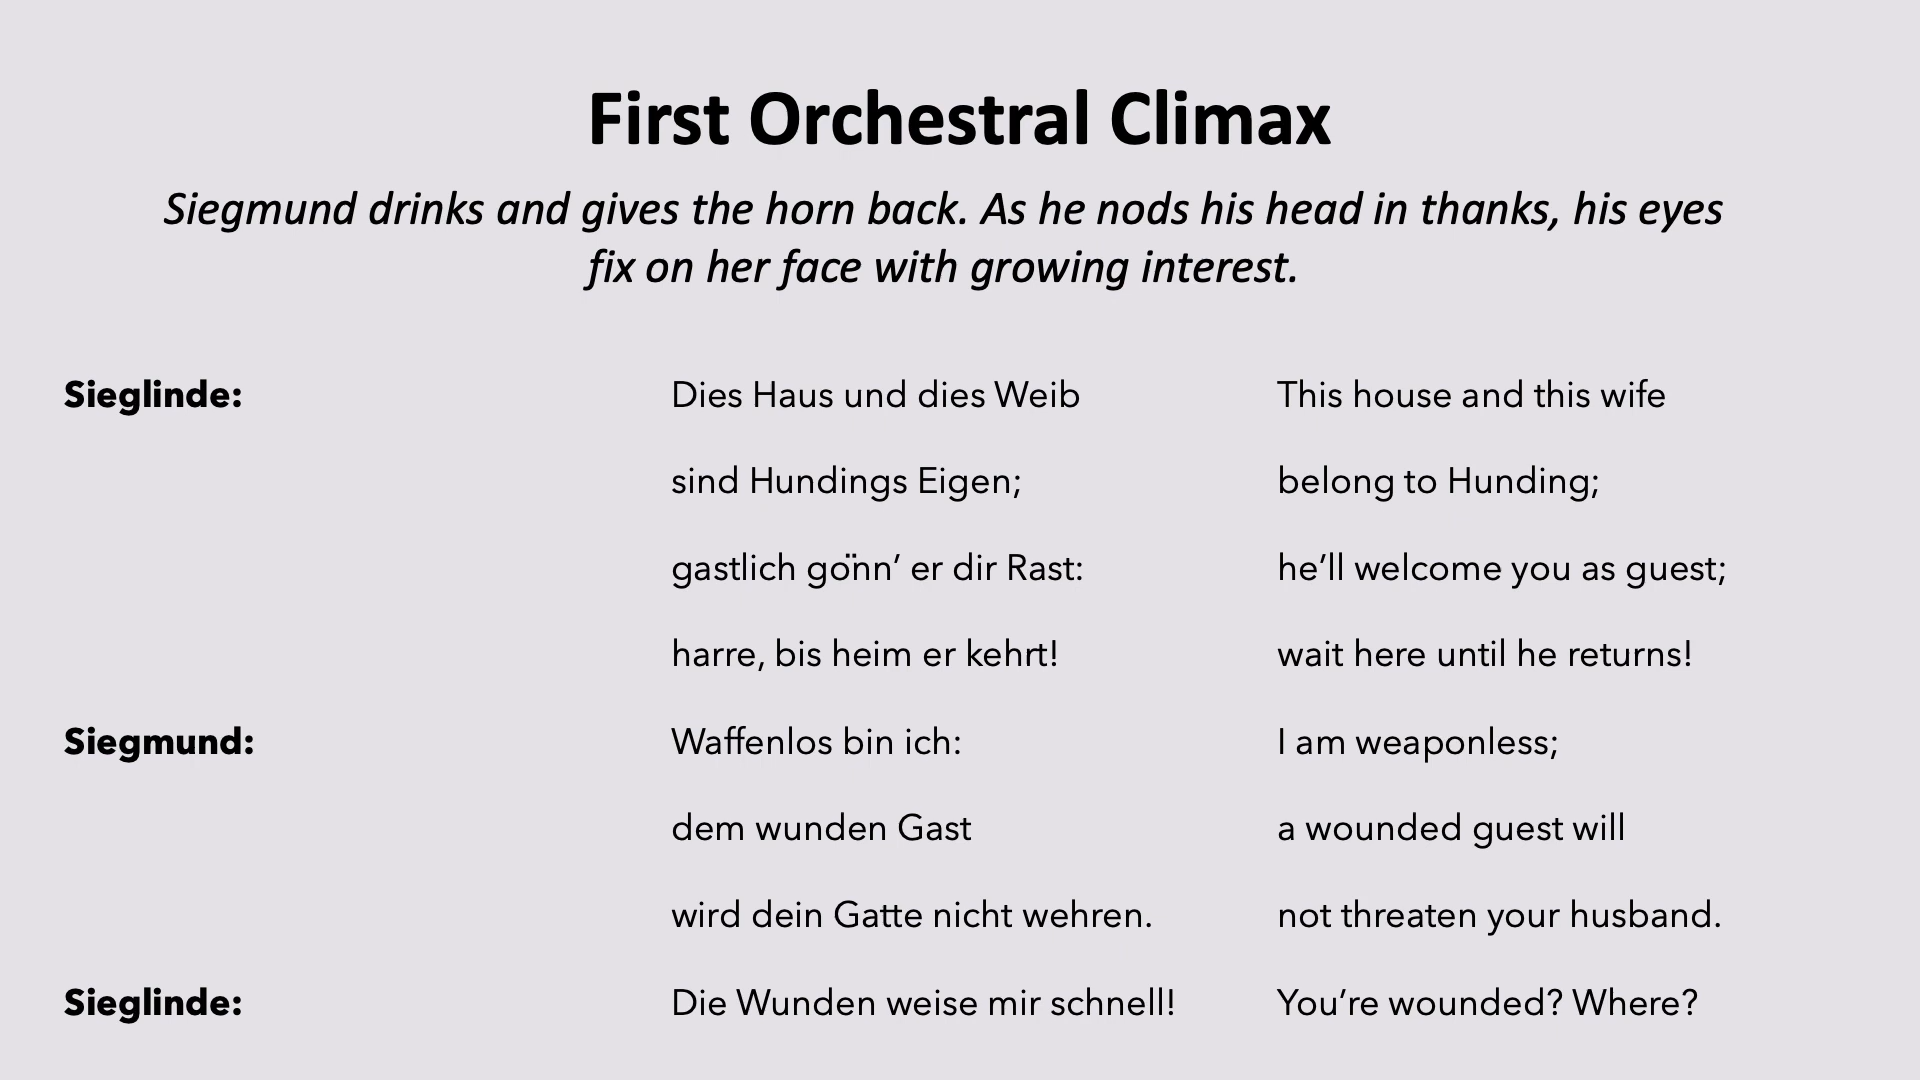 First Orchestral Climax
Siegmund drinks and gives the horn back. As he nods his head in thanks, his eyes
fix on her face with growing interest.
Sieglinde: Dies Haus und dies Weib This house and this wife
sind Hundings Eigen; belong to Hunding;
gastlich gönn’ er dir Rast: he’ll welcome you as guest;
harre, bis heim er kehrt! wait here until he returns!
Siegmund: Waffenlos bin ich: I am weaponless;
dem wunden Gast a wounded guest will
wird dein Gatte nicht wehren. not threaten your husband.
Sieglinde: Die Wunden weise mir schnell! You’re wounded? Where?